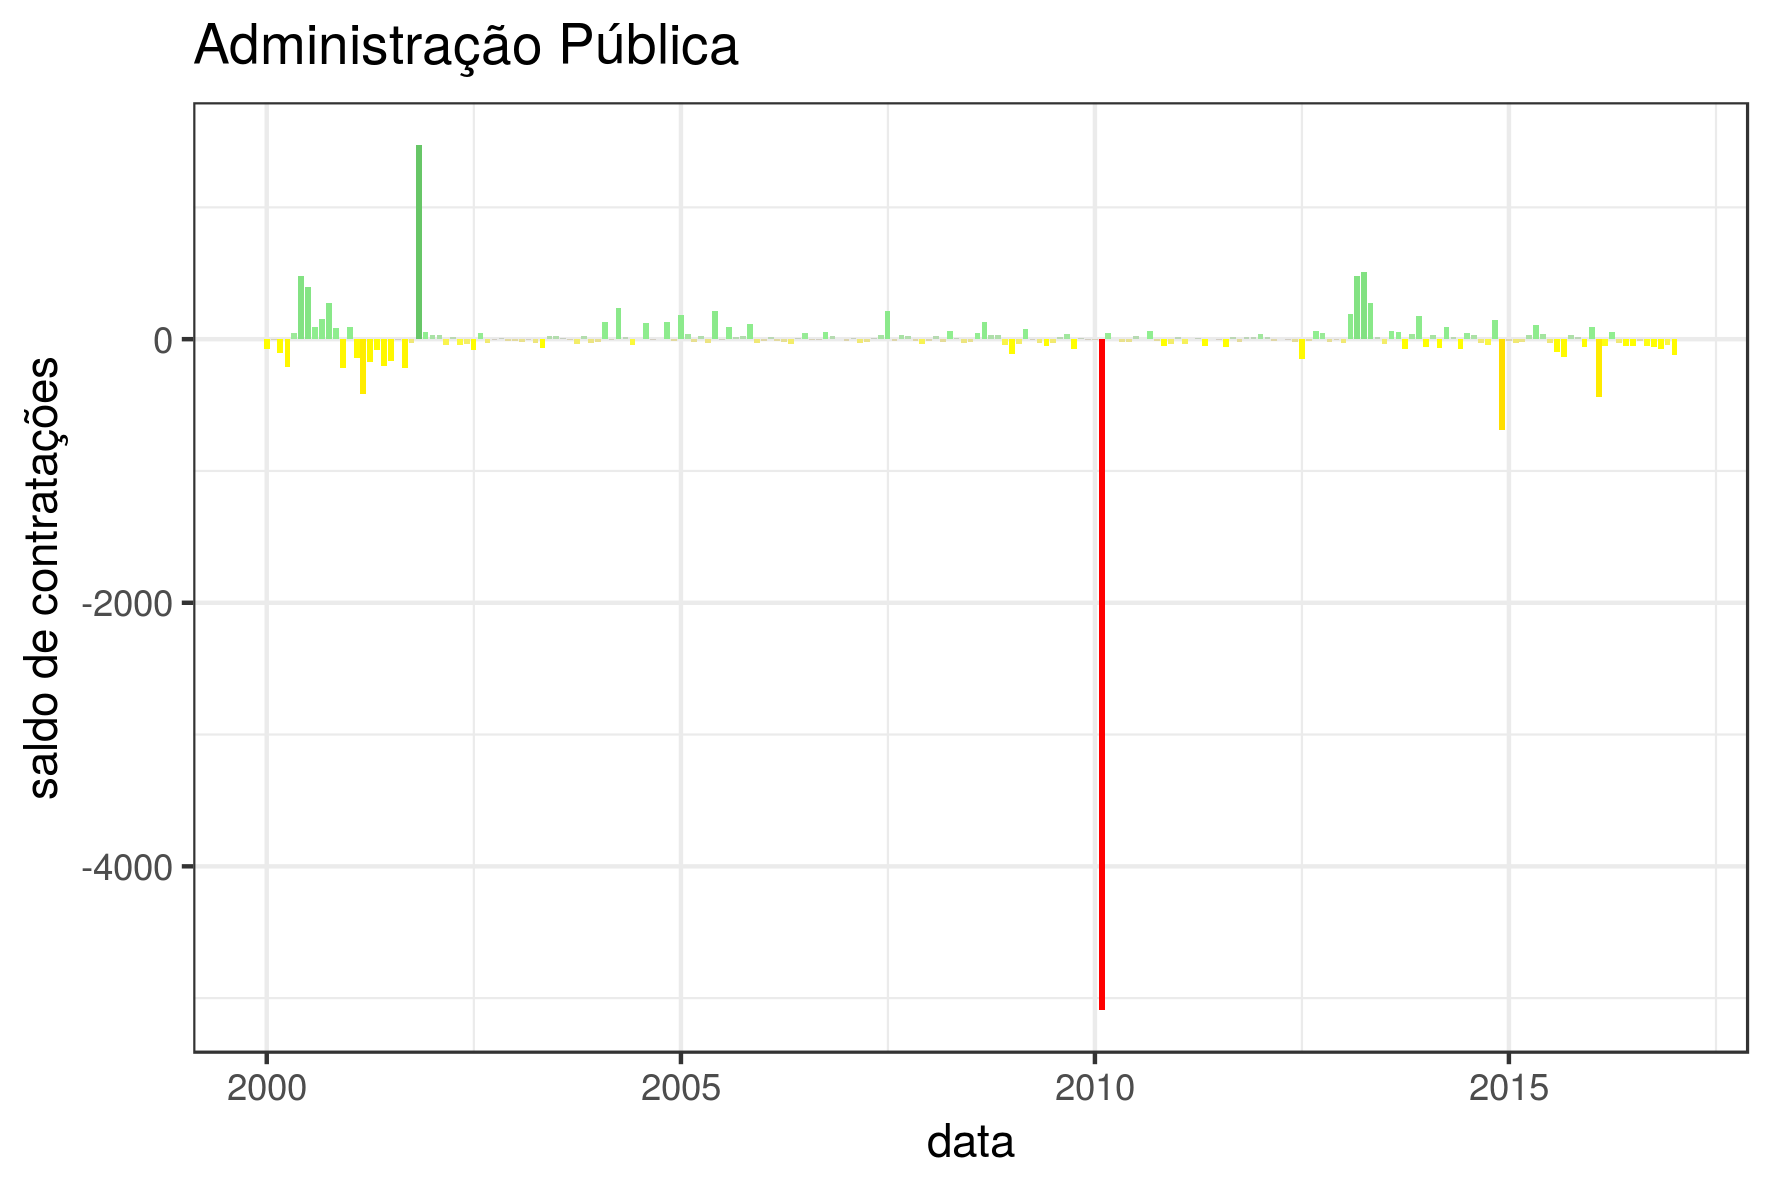 Administração Pública
saldo de contratações
0
-2000
-4000
2000 2005 2010 2015
data